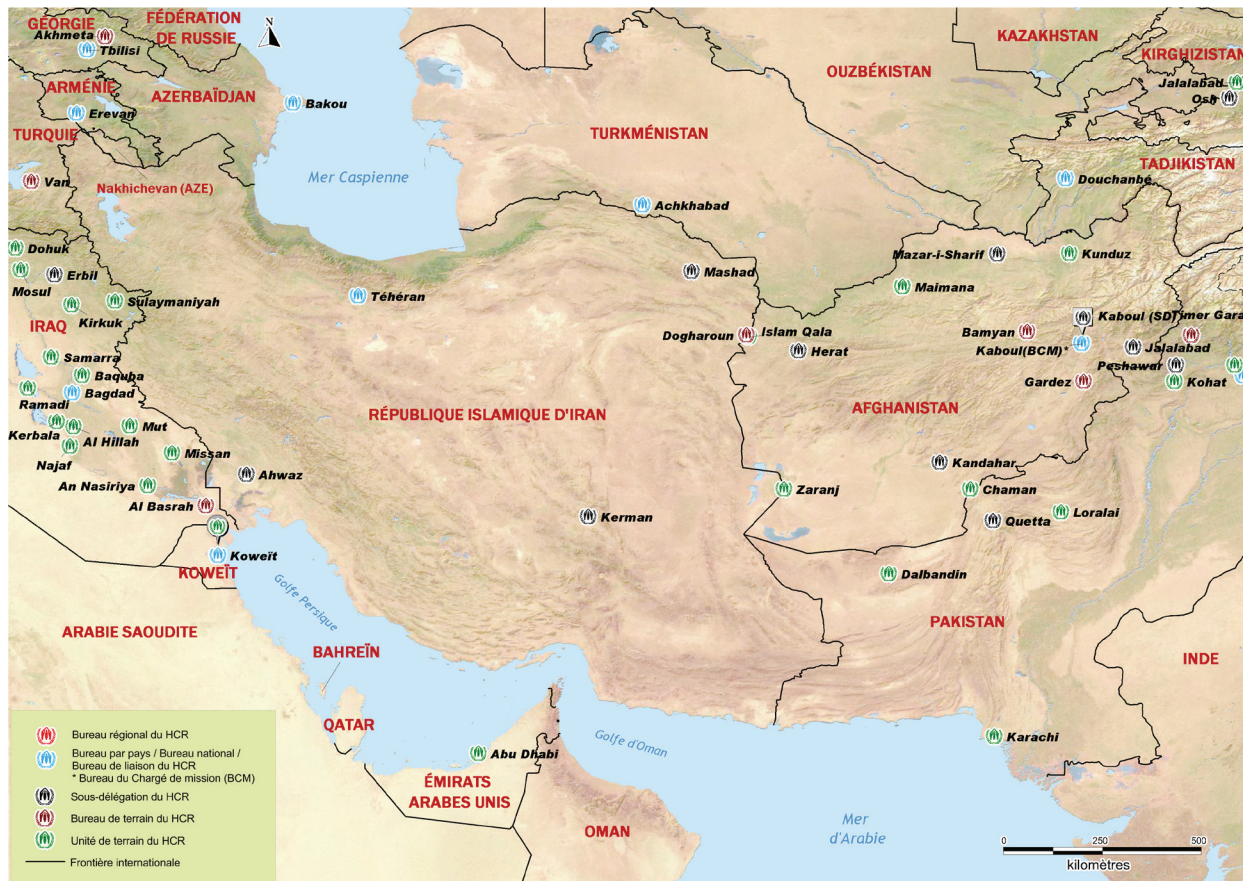 GÉORGIE
FÉDÉRATION
DE RUSSIE
Akhmeta
Tbilisi
N
KAZAKHSTAN
KIRGHIZISTAN
OUZBÉKISTAN
Jalalabad
Osh
ARMÉNIE
AZERBAÏDJAN
Erevan
Bakou
TURQUIE
TURKMÉNISTAN
TADJIKISTAN
Mer Caspienne
Van
Nakhichevan (AZE)
Douchanbé
Achkhabad
Dohuk
Mazar-i-Sharif
Kunduz
Erbil
Mosul
Mashad
Maimana
Sulaymaniyah
Téhéran
Kirkuk
IRAQ
Kaboul (SD)
Timer Gara
Dogharoun
Islam Qala
Bamyan
Kaboul(BCM)*
Herat
Jalalabad
Samarra
Peshawar
Baquba
Gardez
Kohat
Bagdad
Ramadi
RÉPUBLIQUE ISLAMIQUE D'IRAN
AFGHANISTAN
Kerbala
Al Hillah
Mut
Najaf
Missan
Ahwaz
Kandahar
An Nasiriya
Zaranj
Chaman
Al Basrah
Kerman
Quetta
Loralai
Koweït
KOWEÏT
Dalbandin
Golfe Persique
ARABIE SAOUDITE
PAKISTAN
BAHREÏN
INDE
QATAR
Golfe d'Oman
Karachi
Abu Dhabi
ÉMIRATS
ARABES UNIS
OMAN
Mer
d'Arabie
Bureau régional du HCR
Bureau par pays / Bureau national /
Bureau de liaison du HCR
* Bureau du Chargé de mission (BCM)
Sous-délégation du HCR
Bureau de terrain du HCR
Unité de terrain du HCR
Frontière internationale
0 250 500
kilomètres